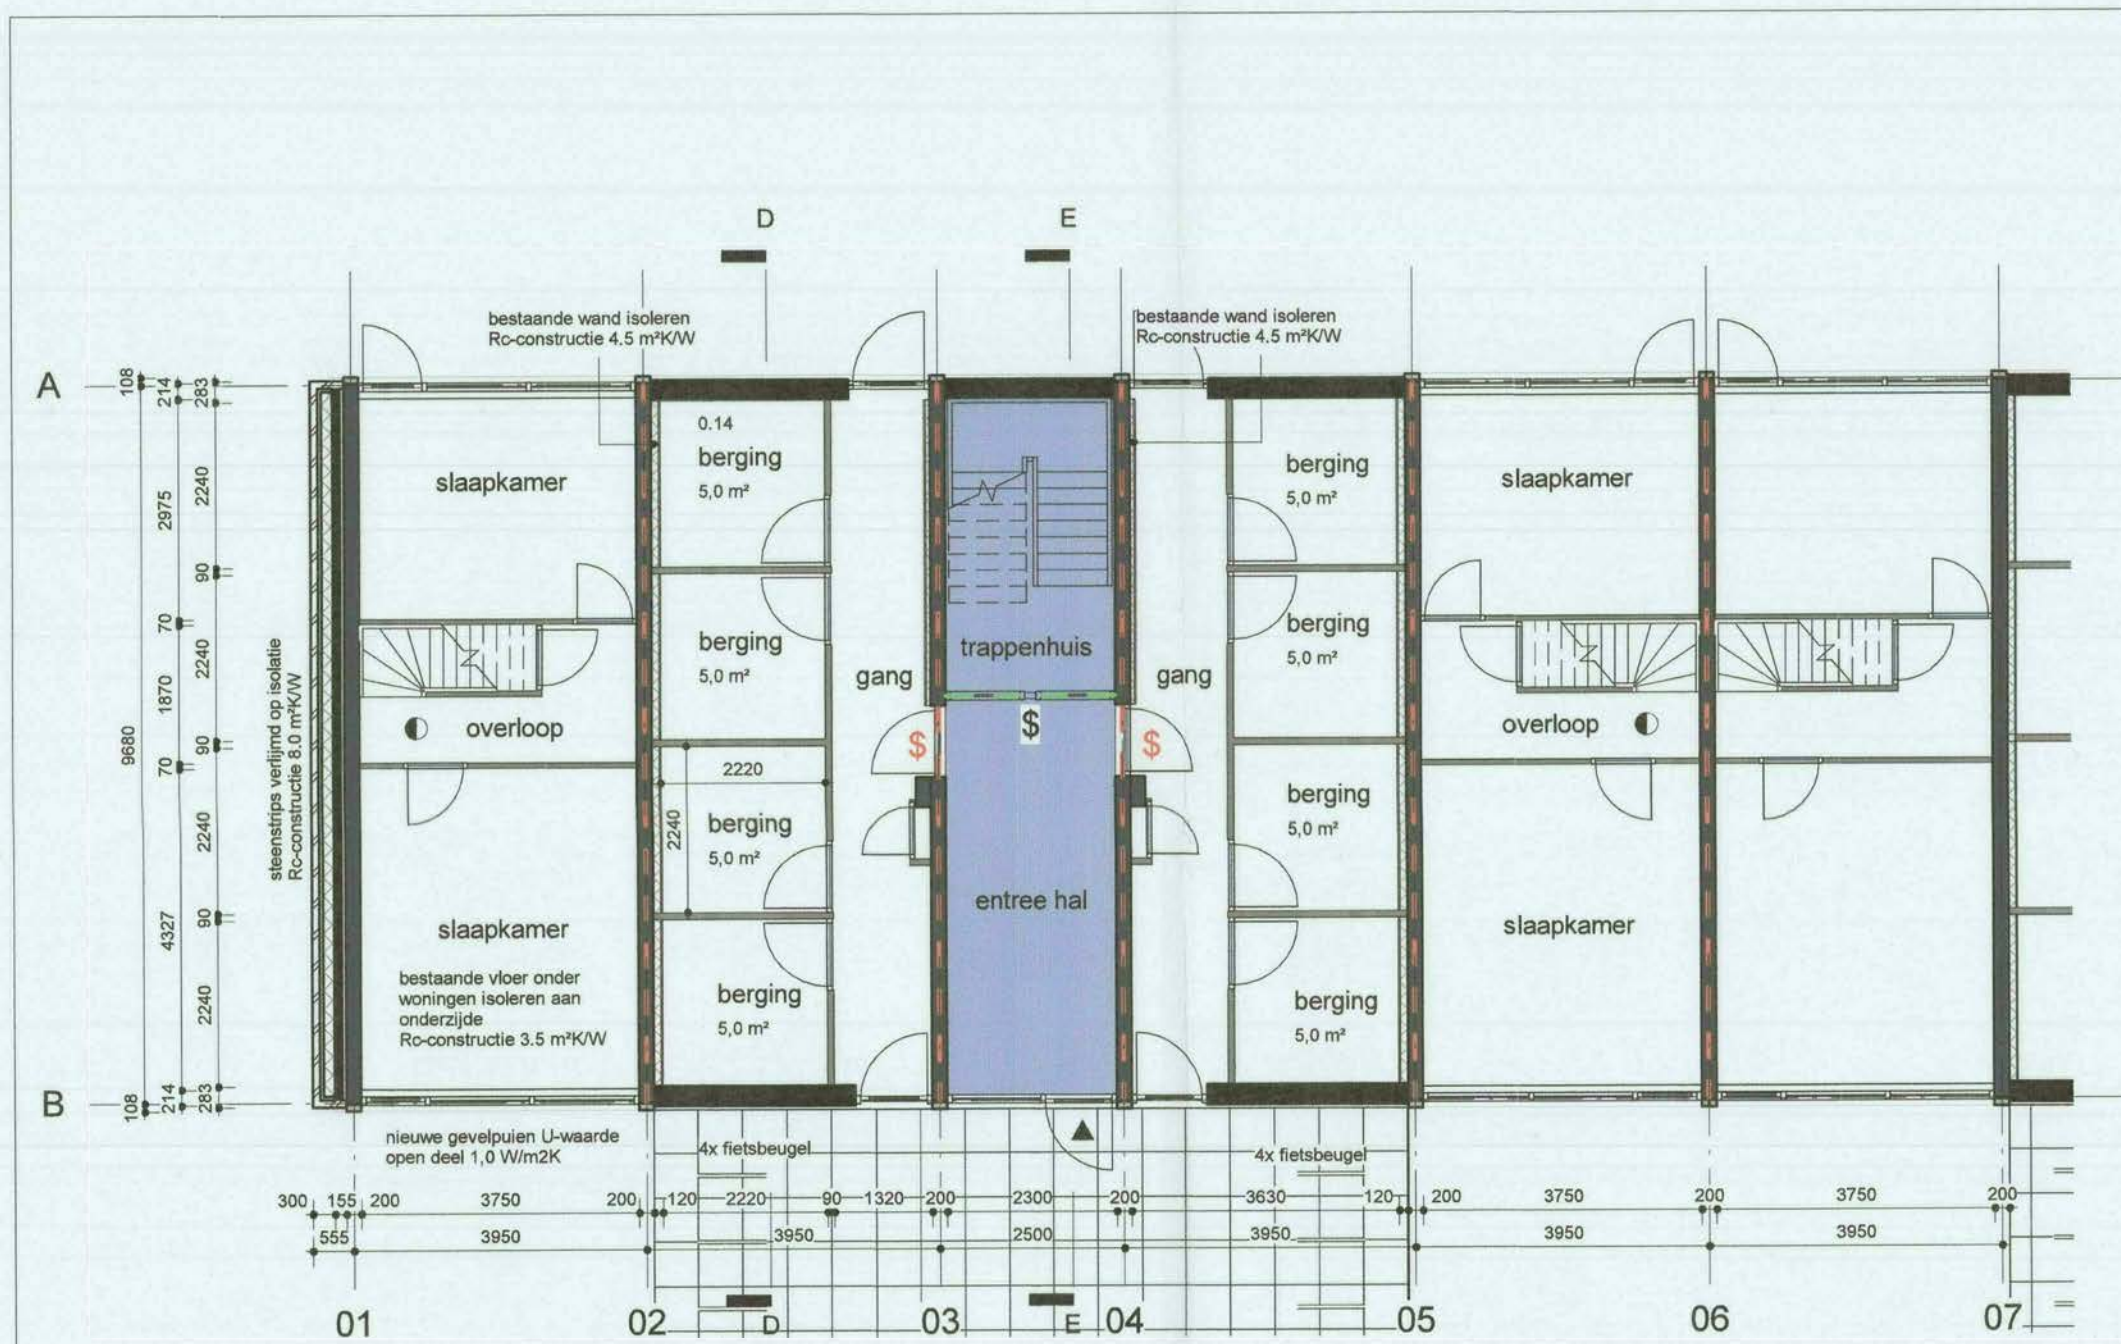 D
E
bestaande wand isoleren
Rc-constructie 4.5 m²K/W
bestaande wand isoleren
Rc-constructie 4.5 m²K/W
A
108
214
283
2975
2240
90
70
2240
1870
9680
90
70
2240
4327
90
2240
108
214
283
B
steenstrips verlijmd op isolatie
Rc-constructie 8.0 m²K/W
slaapkamer
0.14
berging
5,0 m²
berging
5,0 m²
slaapkamer
berging
5,0 m²
trappenhuis
berging
5,0 m²
gang
gang
overloop
$
$
$
overloop
2220
2240
berging
5,0 m²
berging
5,0 m²
entree hal
slaapkamer
slaapkamer
bestaande vloer onder
woningen isoleren aan
onderzijde
Rc-constructie 3.5 m²K/W
berging
5,0 m²
berging
5,0 m²
nieuwe gevelpuien U-waarde
open deel 1,0 W/m2K
4x fietsbeugel
4x fietsbeugel
300 155 200 3750 200 120 2220 90 1320 200 2300 200 3630 120 200 3750 200 3750 200
555 3950 3950 2500 3950 3950 3950
D
E
01 02 03 04 05 06 07